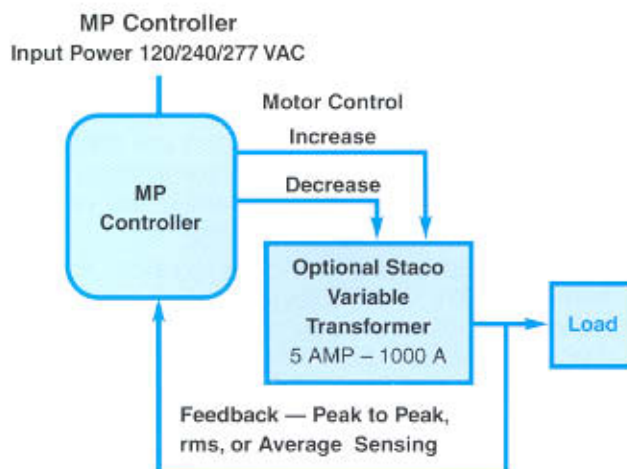 MP Controller
Input Power 120/240/277 VAC
Motor Control
Increase
Decrease
MP
Controller
Optional Staco
Variable
Transformer
5 AMP – 1000 A
Load
Feedback — Peak to Peak,
rms, or Average Sensing